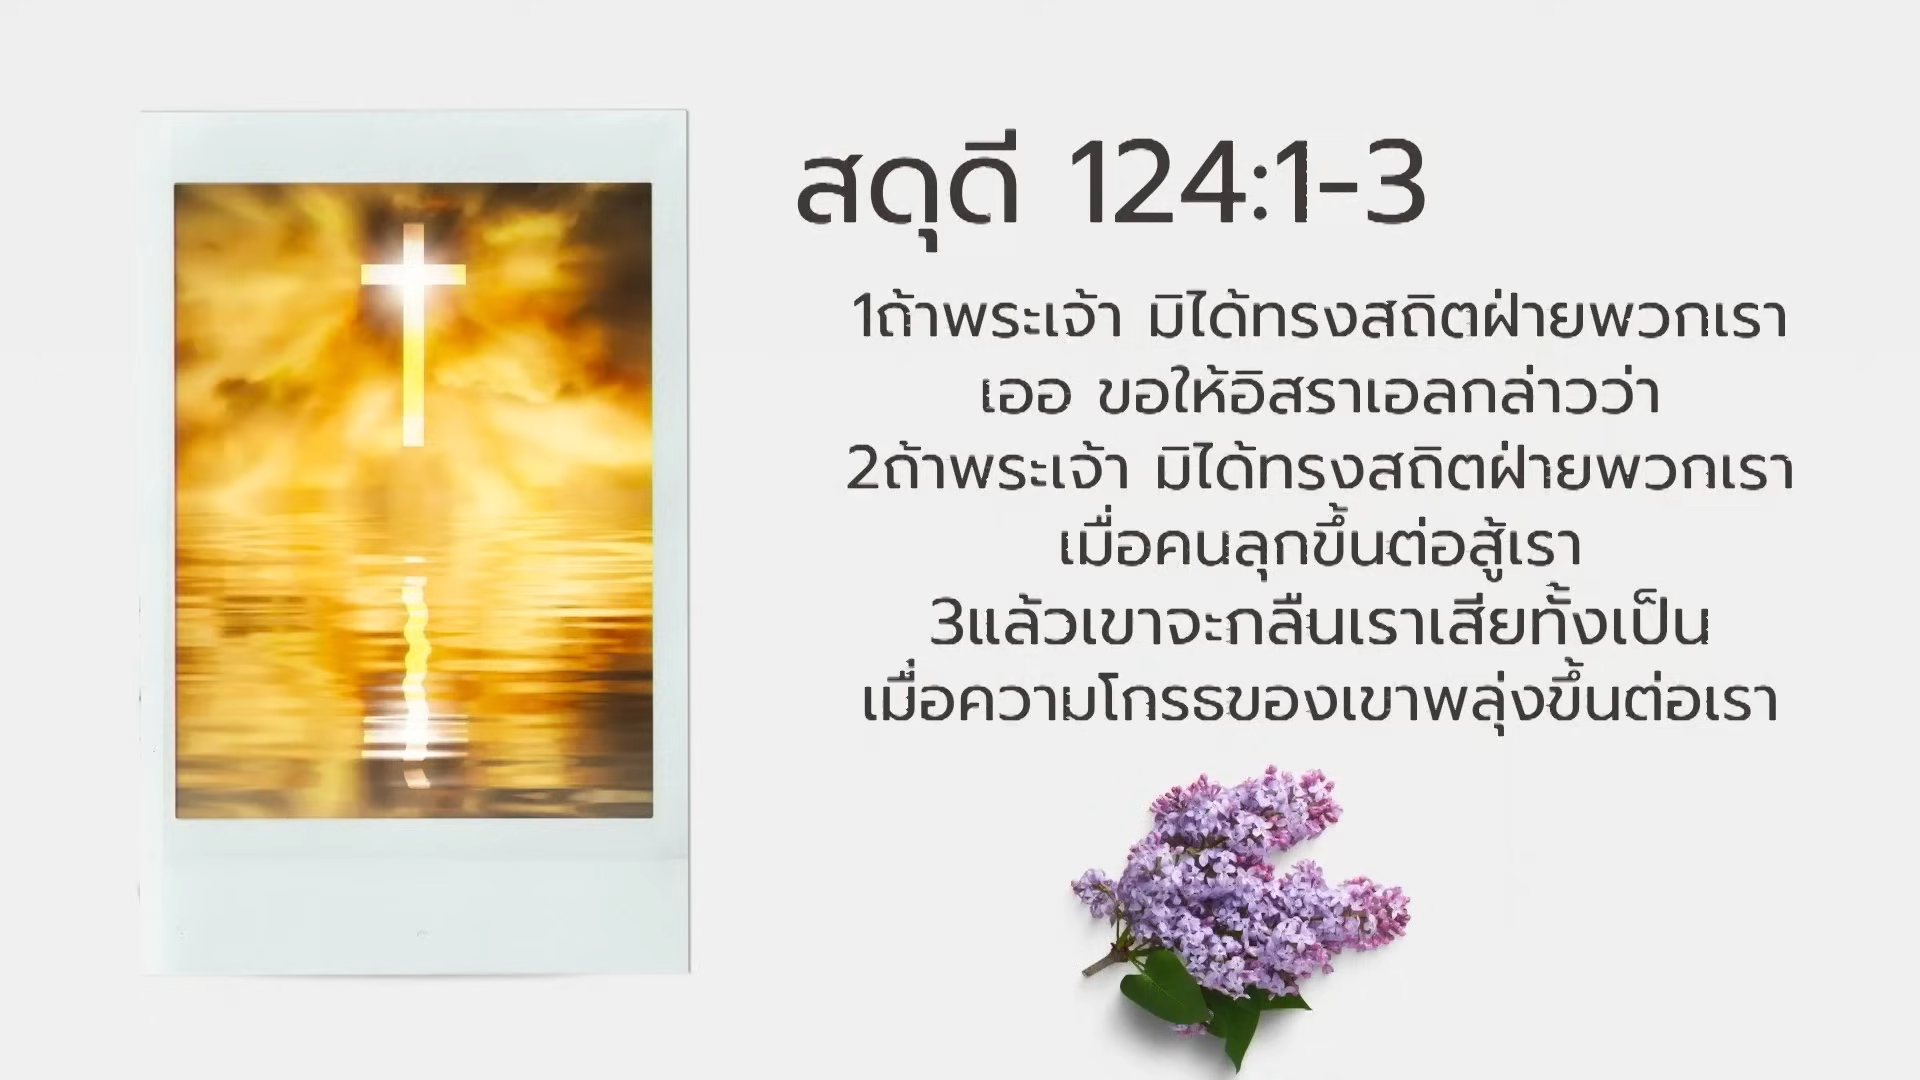 สดุดี 124:1-3
1ถ้าพระเจ้า มิได้ทรงสถิตฝ่ายพวกเรา
เออ ขอให้อิสราเอลกล่าวว่า
2ถ้าพระเจ้า มิได้ทรงสถิตฝ่ายพวกเรา
เมื่อคนลุกขึ้นต่อสู้เรา
3แล้วเขาจะกลืนเราเสียทั้งเป็น
เมื่อความโกรธของเขาพลุ่งขึ้นต่อเรา